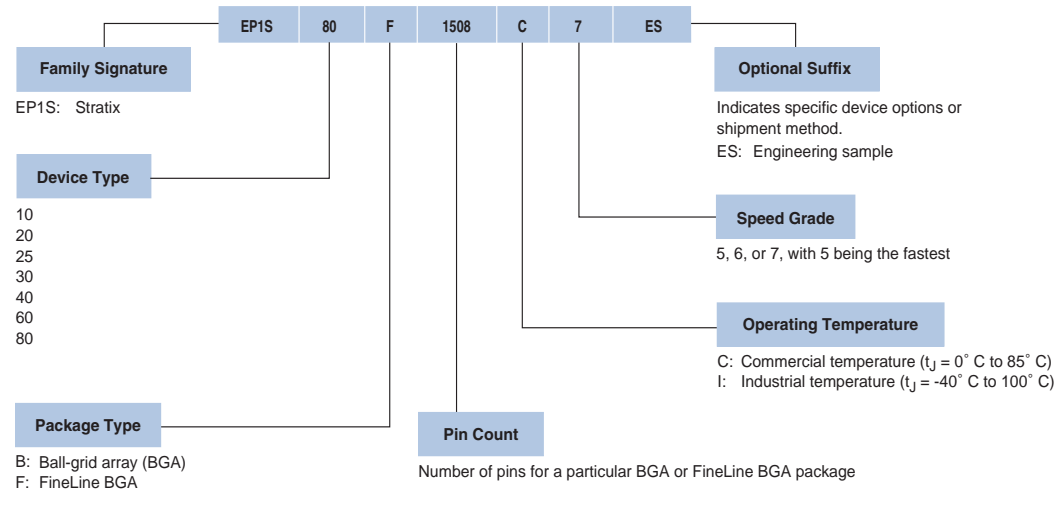 EP1S 80 F 1508 C 7 ES
Family Signature
EP1S: Stratix
Device Type
10
20
25
30
40
60
80
Package Type
B: Ball-grid array (BGA)
F: FineLine BGA
Pin Count
Number of pins for a particular BGA or FineLine BGA package
Optional Suffix
Indicates specific device options or
shipment method.
ES: Engineering sample
Speed Grade
5, 6, or 7, with 5 being the fastest
Operating Temperature
C: Commercial temperature (tJ = 0˚ C to 85˚ C)
I: Industrial temperature (tJ = -40˚ C to 100˚ C)